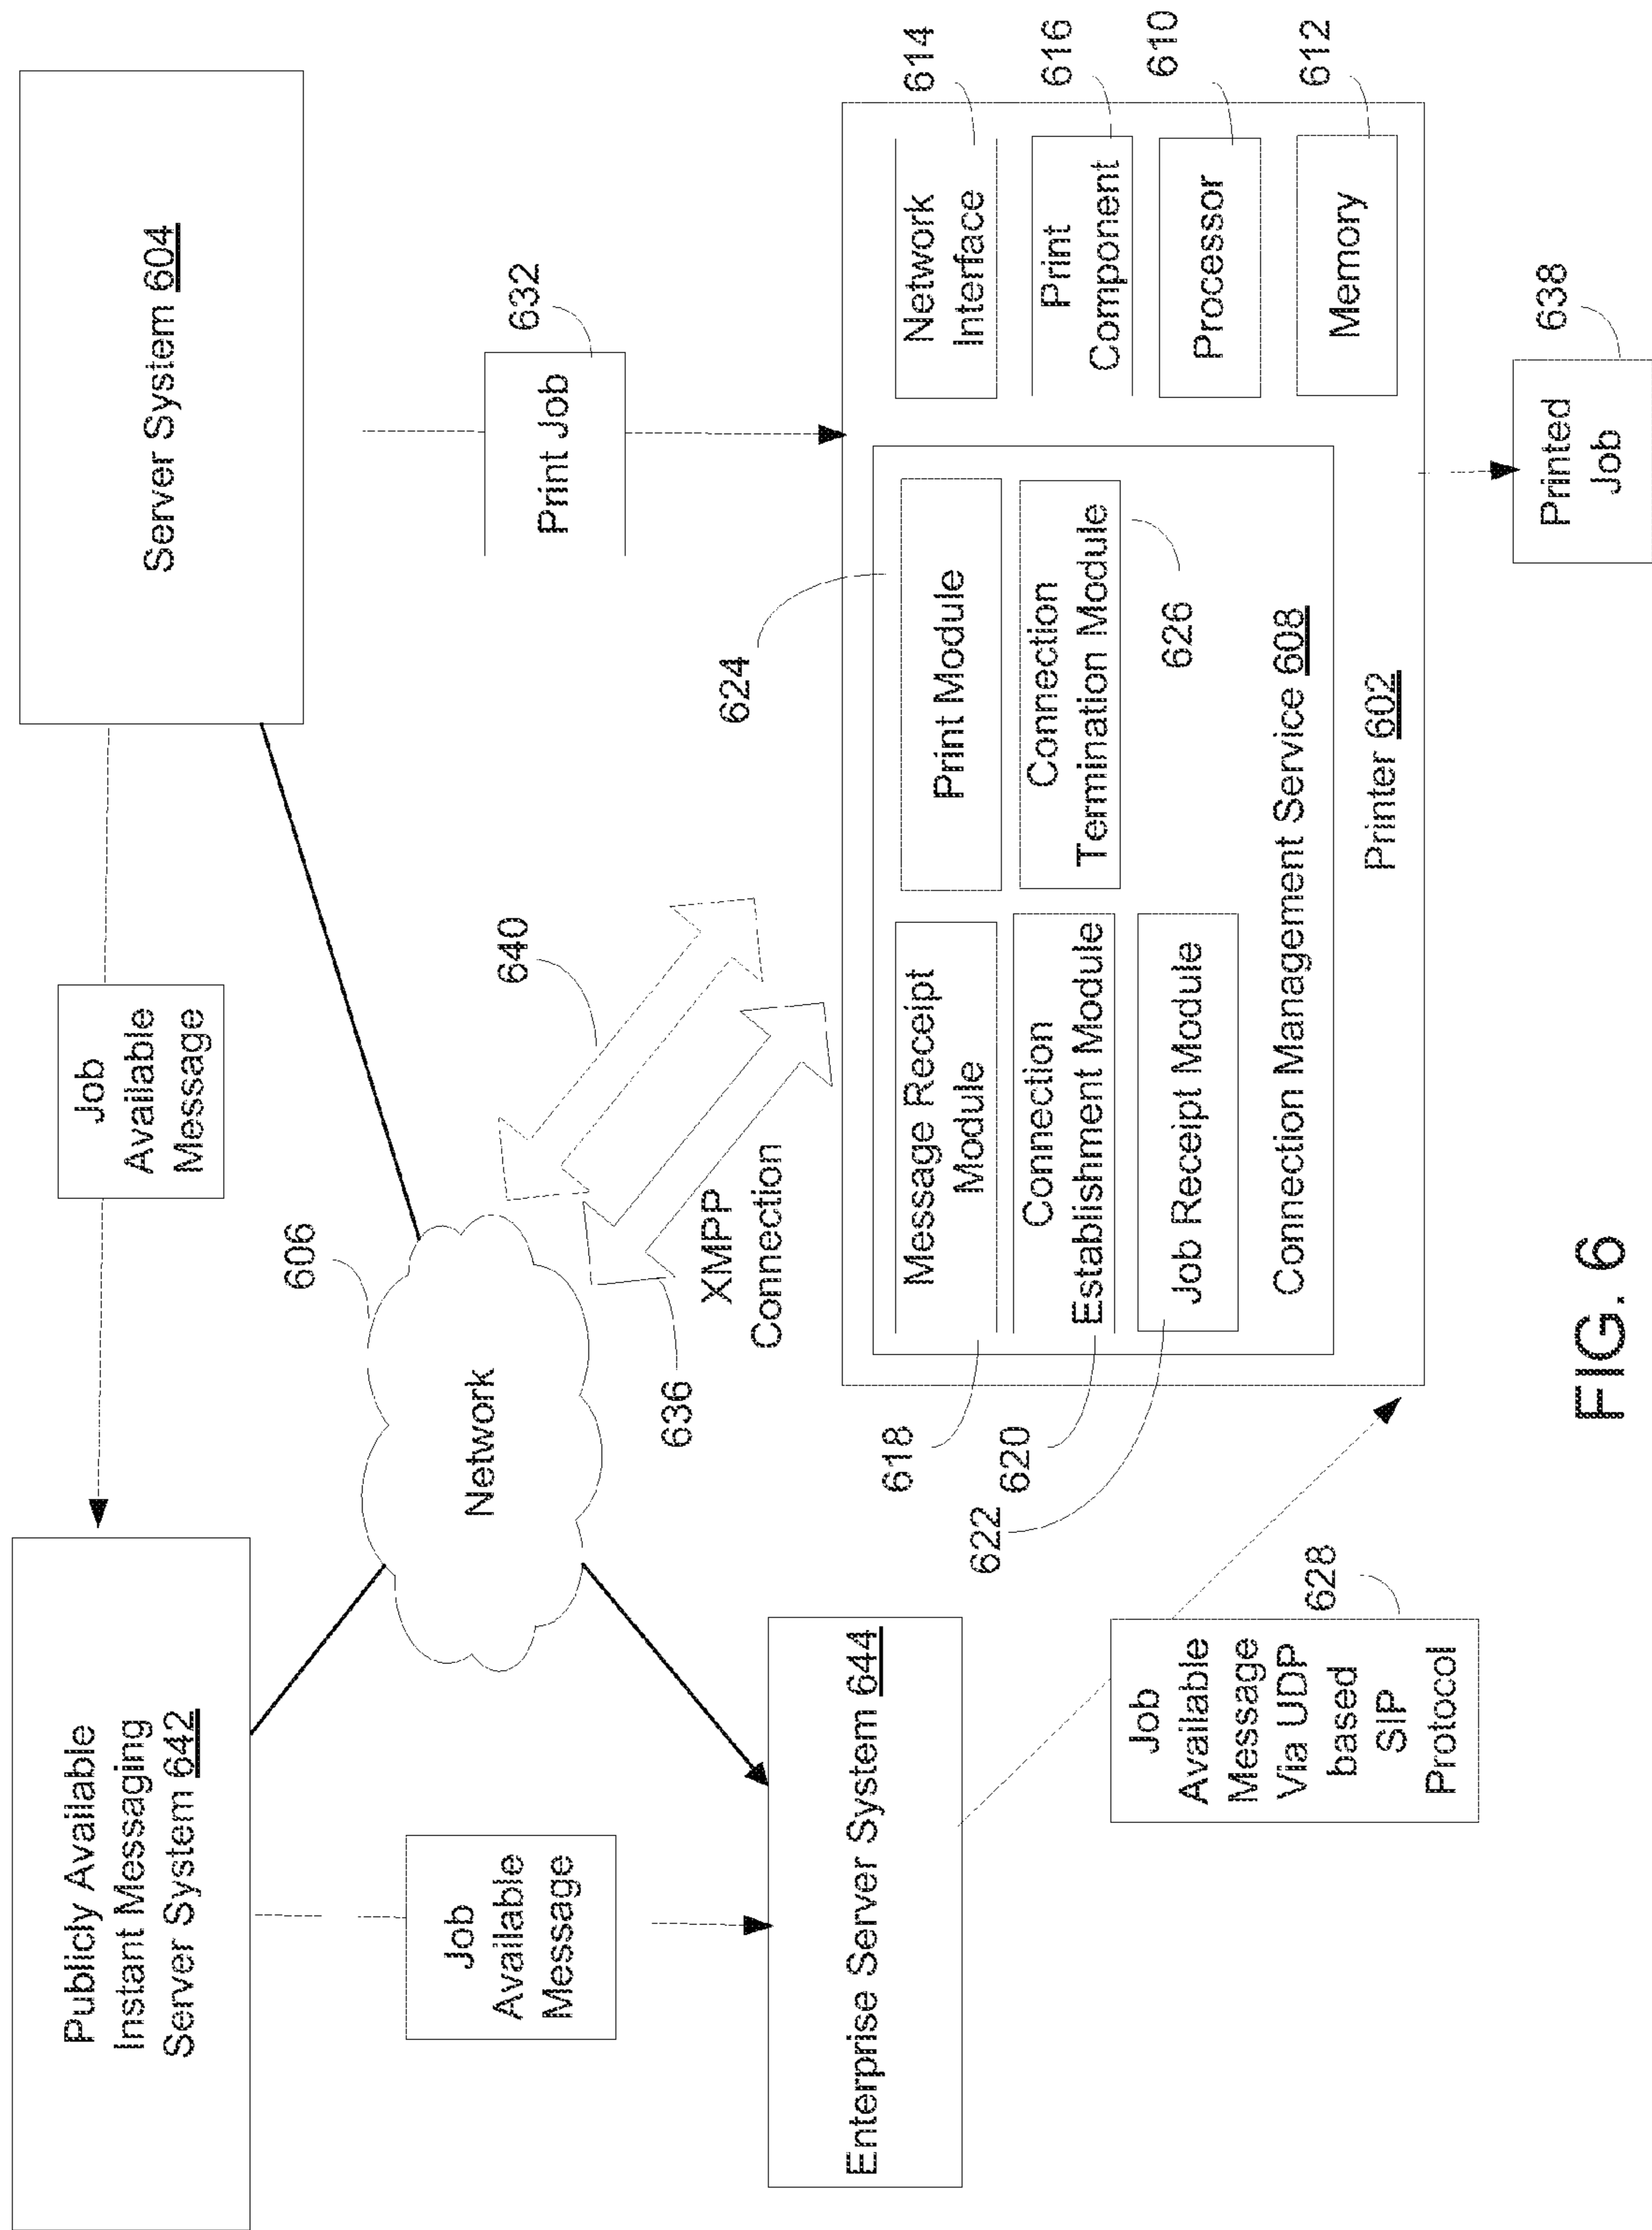 Publicly Available
Instant Messaging
Server System 642
Job
Available
Message
Server System 604
606
Network
Job
Available
Message
640
632
Print Job
636
XMPP
Connection
Enterprise Server System 644
624
614
616
610
612
618
620
622
Message Receipt
Module
Print Module
Network
Interface
Connection
Establishment Module
Connection
Termination Module
Print
Component
Job Receipt Module
626
Processor
Connection Management Service 608
Memory
Printer 602
628
Job
Available
Message
Via UDP
based
SIP
Protocol
638
Printed
Job
FIG. 6